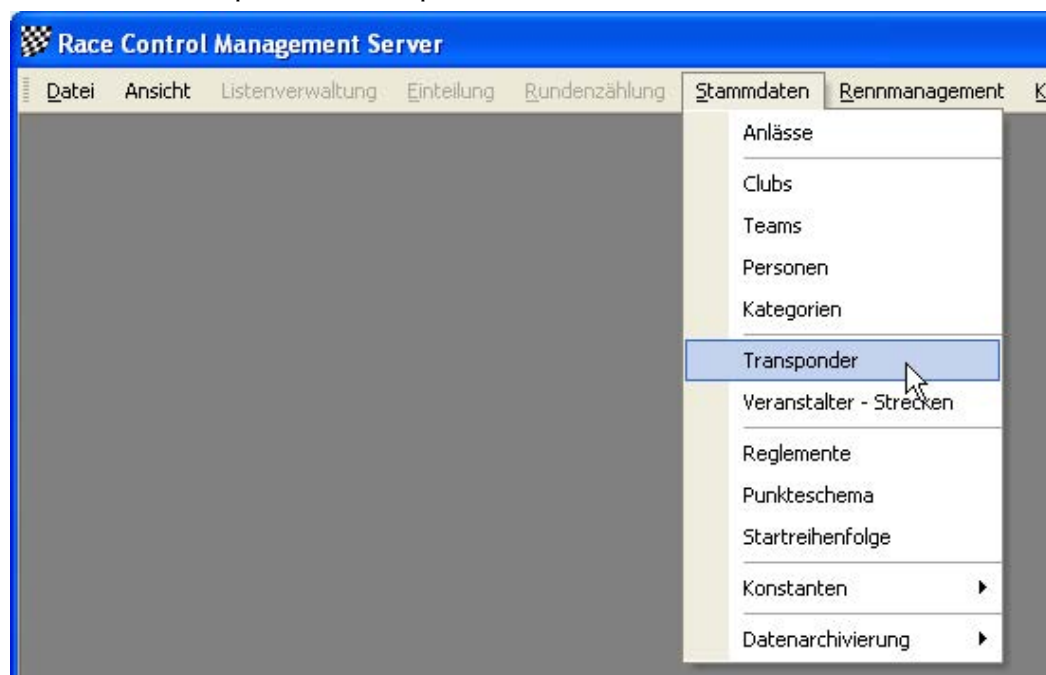 Race Control Management Server
Datei Ansicht Listenverwaltung Einteilung Rundenzählung Stammdaten Rennmanagement K
Anlässe
Clubs
Teams
Personen
Kategorien
Transponder
Veranstalter - Strecken
Reglemente
Punkteschema
Startreihenfolge
Konstanten
Datenarchivierung